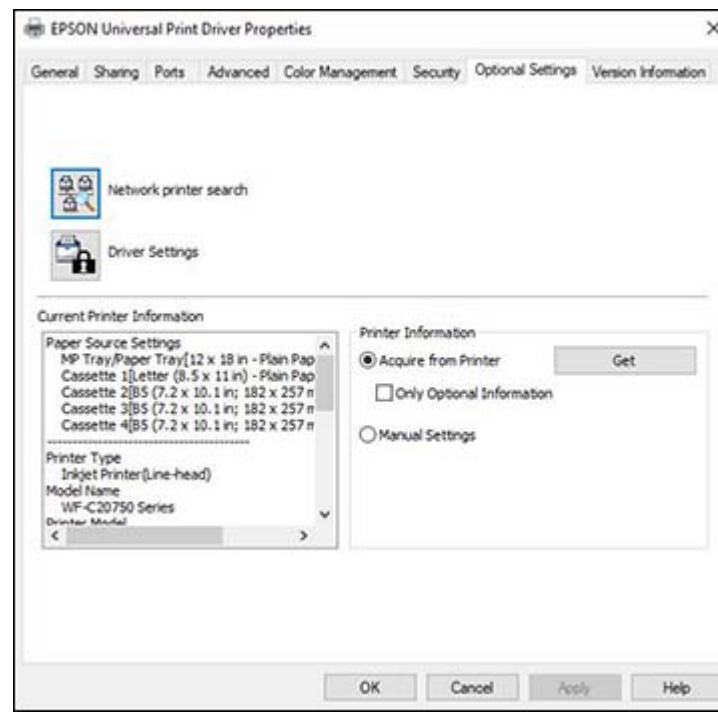 EPSON Universal Print Driver Properties
General Sharing Ports Advanced Color Management Security Optional Settings Version Information
Network printer search
Driver Settings
Current Printer Information
Paper Source Settings
MP Tray/Paper Tray[12 x 18 in - Plain Pap
Cassette 1[Letter (8.5 x 11 in) - Plain Pap
Cassette 2[B5 (7.2 x 10.1 in; 182 x 257 m
Cassette 3[B5 (7.2 x 10.1 in; 182 x 257 m
Cassette 4[B5 (7.2 x 10.1 in; 182 x 257 m
--------------------------------------------------
Printer Type
Inkjet Printer(Line-head)
Model Name
WF-C20750 Series
Printer Model
Printer Information
Acquire from Printer Get
Only Optional Information
Manual Settings
OK Cancel Apply Help